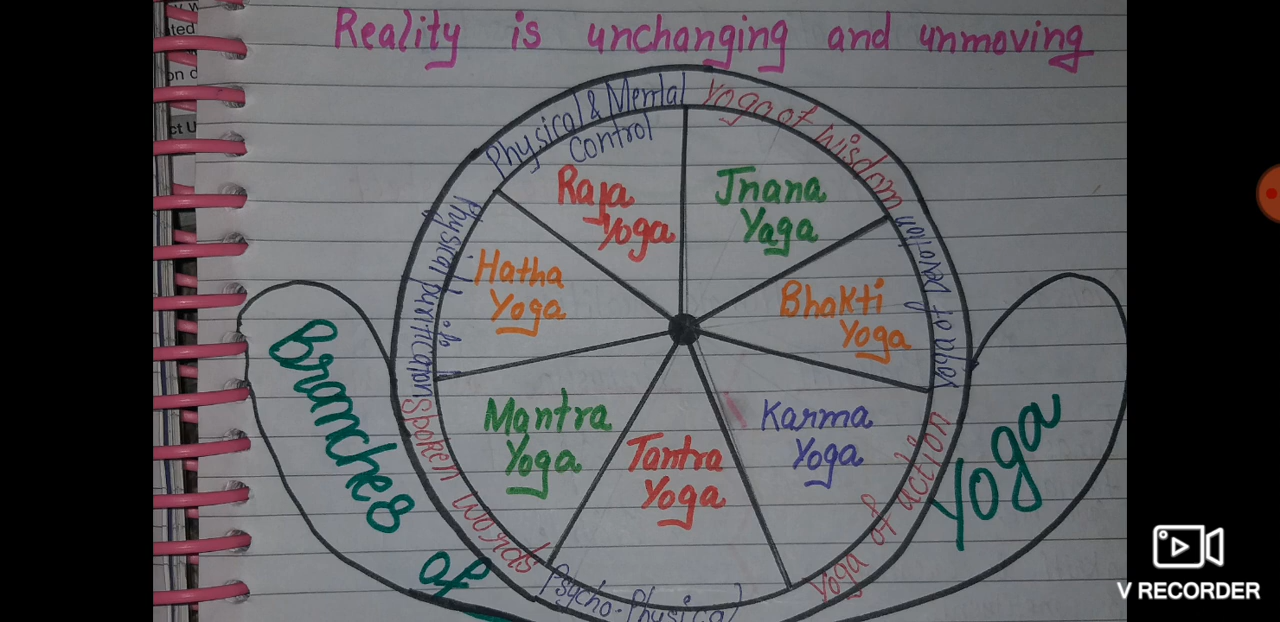 Reality is unchanging and unmoving
Physical & Mental
Control
Yoga of Wisdom
Raja
Yoga
Jnana
Yaga
Physical purification
Hatha
Yoga
Bhakti
Yoga
Yoga of devotion
Mantra
Yoga
Tantra
Yoga
Karma
Yoga
Spoken words
Psycho-Physical
Yoga of action
Branches
of
Yoga
V RECORDER
ted
ct U